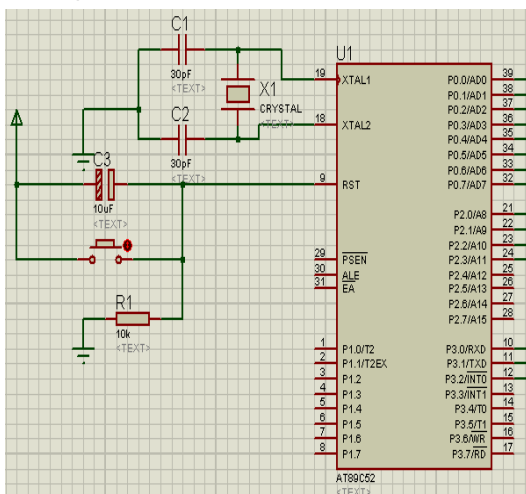 C1
30pF
<TEXT>
X1
CRYSTAL
<TEXT>
C2
30pF
<TEXT>
C3
10uF
<TEXT>
R1
10k
<TEXT>
U1
19 XTAL1
18 XTAL2
9 RST
29 PSEN
30 ALE
31 EA
1 P1.0/T2
2 P1.1/T2EX
3 P1.2
4 P1.3
5 P1.4
6 P1.5
7 P1.6
8 P1.7
P0.0/AD0 39
P0.1/AD1 38
P0.2/AD2 37
P0.3/AD3 36
P0.4/AD4 35
P0.5/AD5 34
P0.6/AD6 33
P0.7/AD7 32
P2.0/A8 21
P2.1/A9 22
P2.2/A10 23
P2.3/A11 24
P2.4/A12 25
P2.5/A13 26
P2.6/A14 27
P2.7/A15 28
P3.0/RXD 10
P3.1/TXD 11
P3.2/INT0 12
P3.3/INT1 13
P3.4/T0 14
P3.5/T1 15
P3.6/WR 16
P3.7/RD 17
AT89C52
<TEXT>